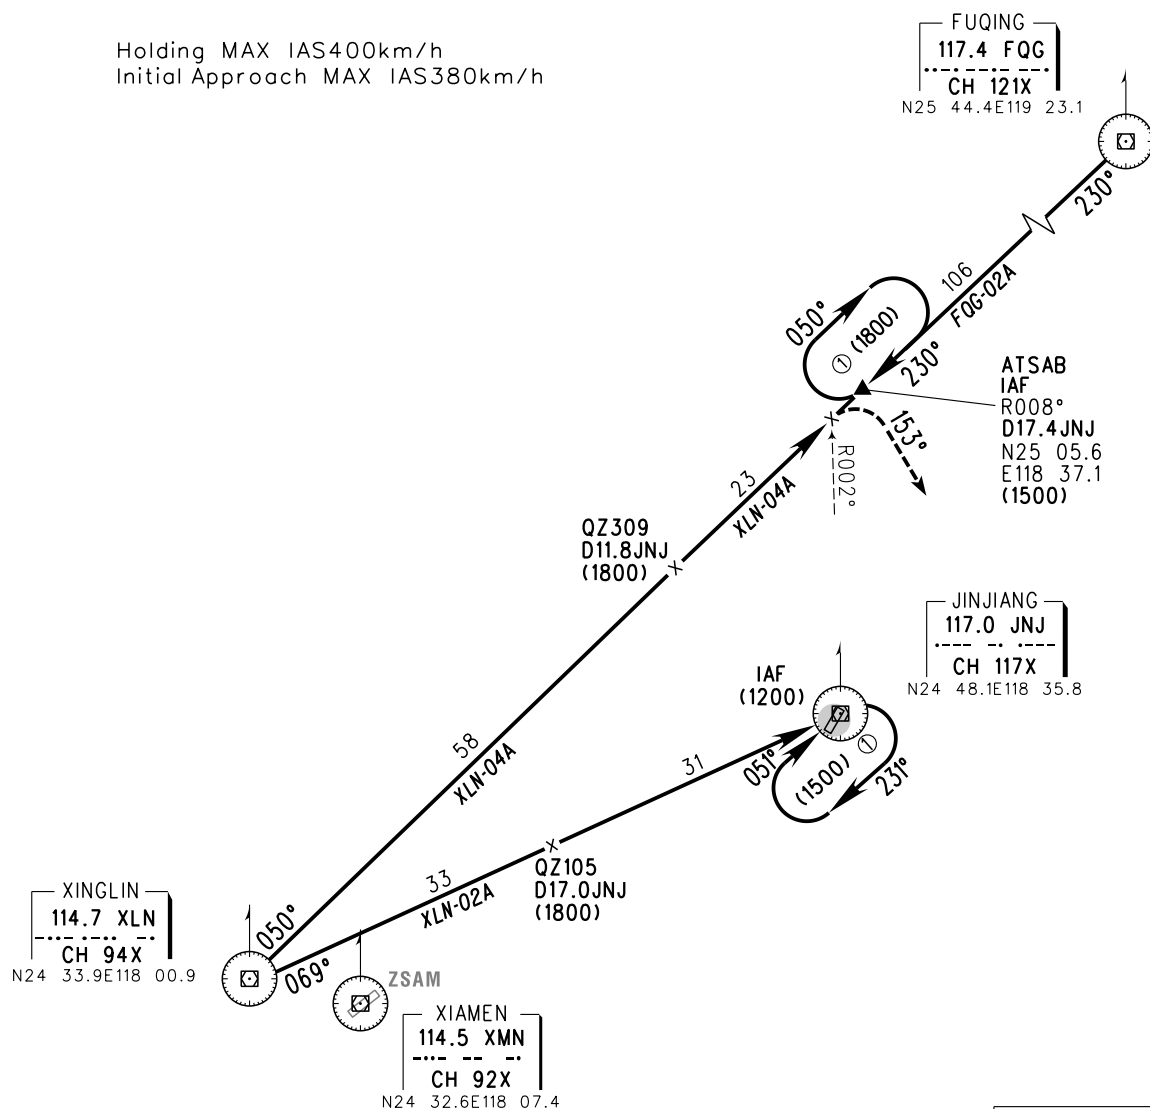 Holding MAX IAS400km/h
Initial Approach MAX IAS380km/h
FUQING
117.4 FQG
CH 121X
N25 44.4E119 23.1
230°
106
FQG-02A
050°
① (1800)
230°
ATSAB
IAF
R008°
D17.4JNJ
N25 05.6
E118 37.1
(1500)
153°
R002°
23
XLN-04A
QZ309
D11.8JNJ
(1800)
JINJIANG
117.0 JNJ
CH 117X
N24 48.1E118 35.8
IAF
(1200)
58
XLN-04A
31
051°
(1500) ①
231°
QZ105
D17.0JNJ
(1800)
33
XLN-02A
XINGLIN
114.7 XLN
CH 94X
N24 33.9E118 00.9
050°
069°
ZSAM
XIAMEN
114.5 XMN
CH 92X
N24 32.6E118 07.4